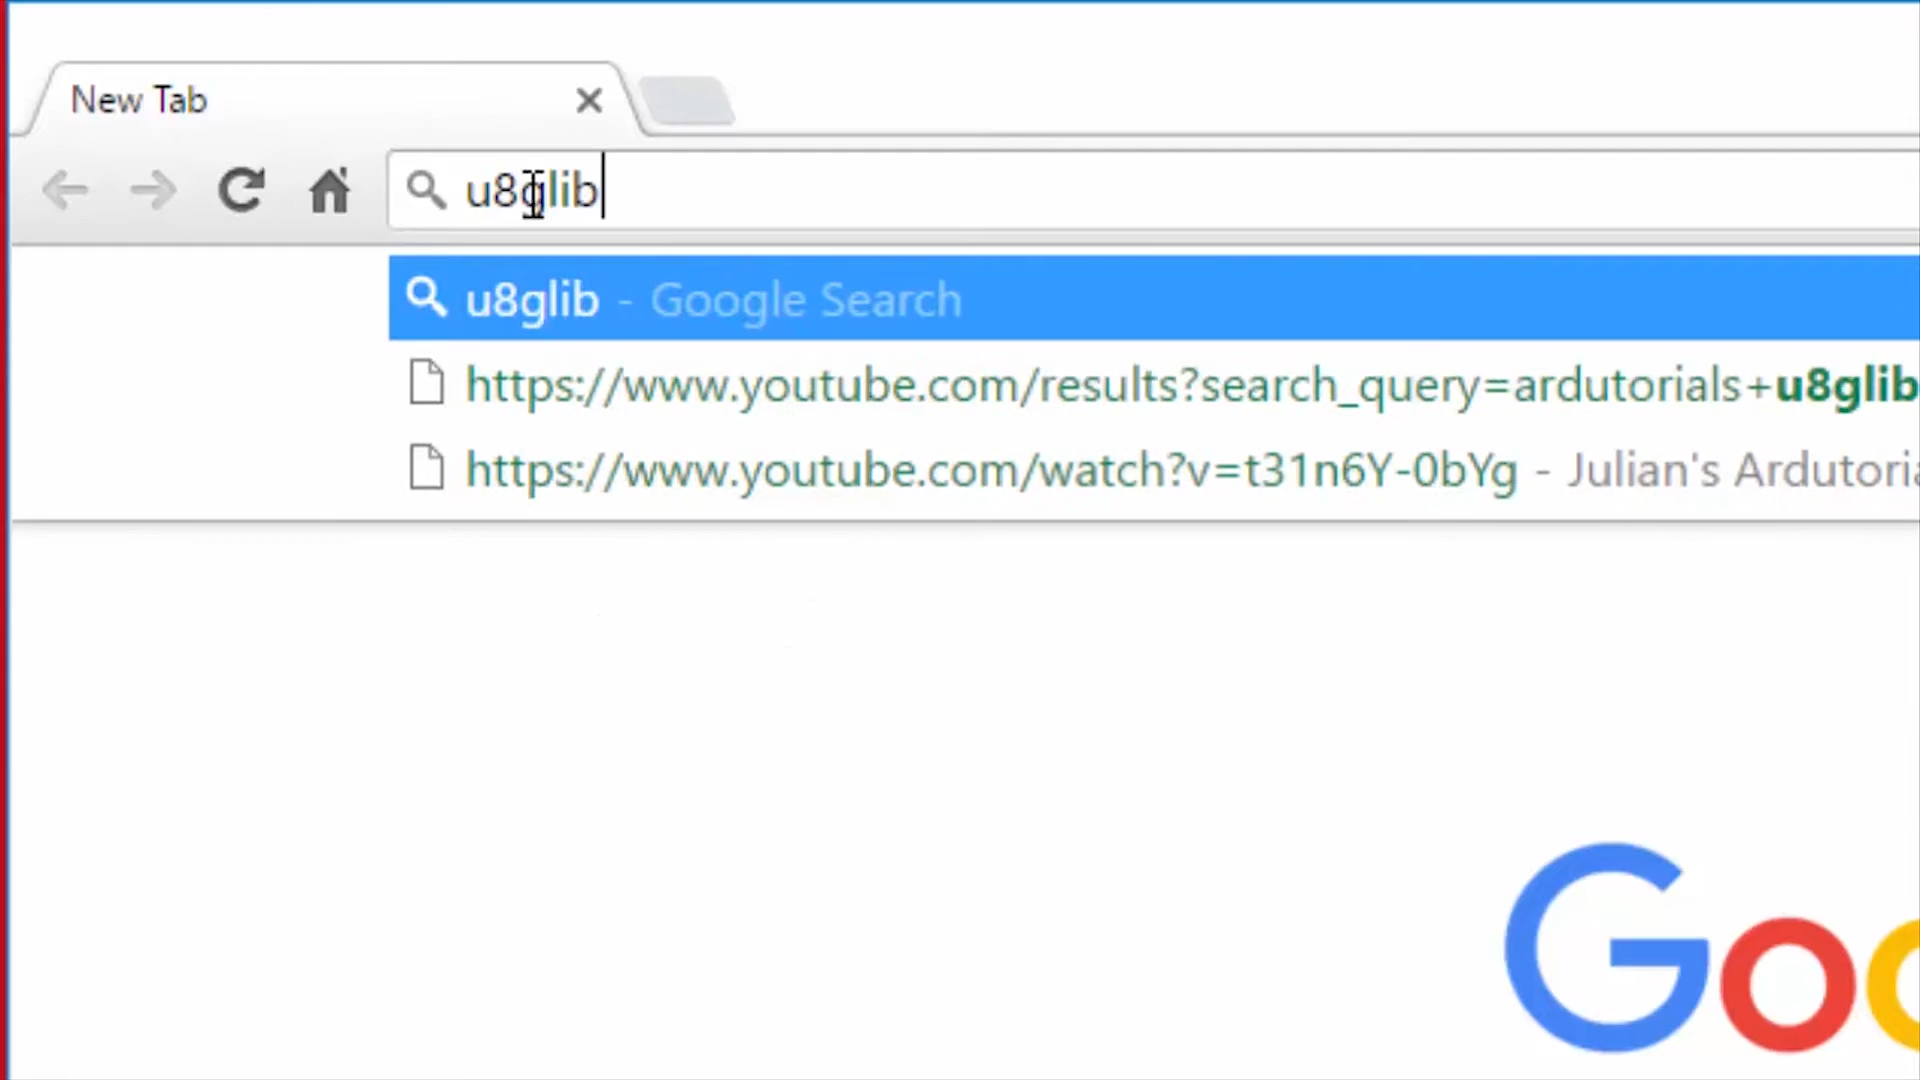 New Tab
u8glib
u8glib - Google Search
https://www.youtube.com/results?search_query=ardutorials+u8glib
https://www.youtube.com/watch?v=t31n6Y-0bYg - Julian's Ardutoria
Goo